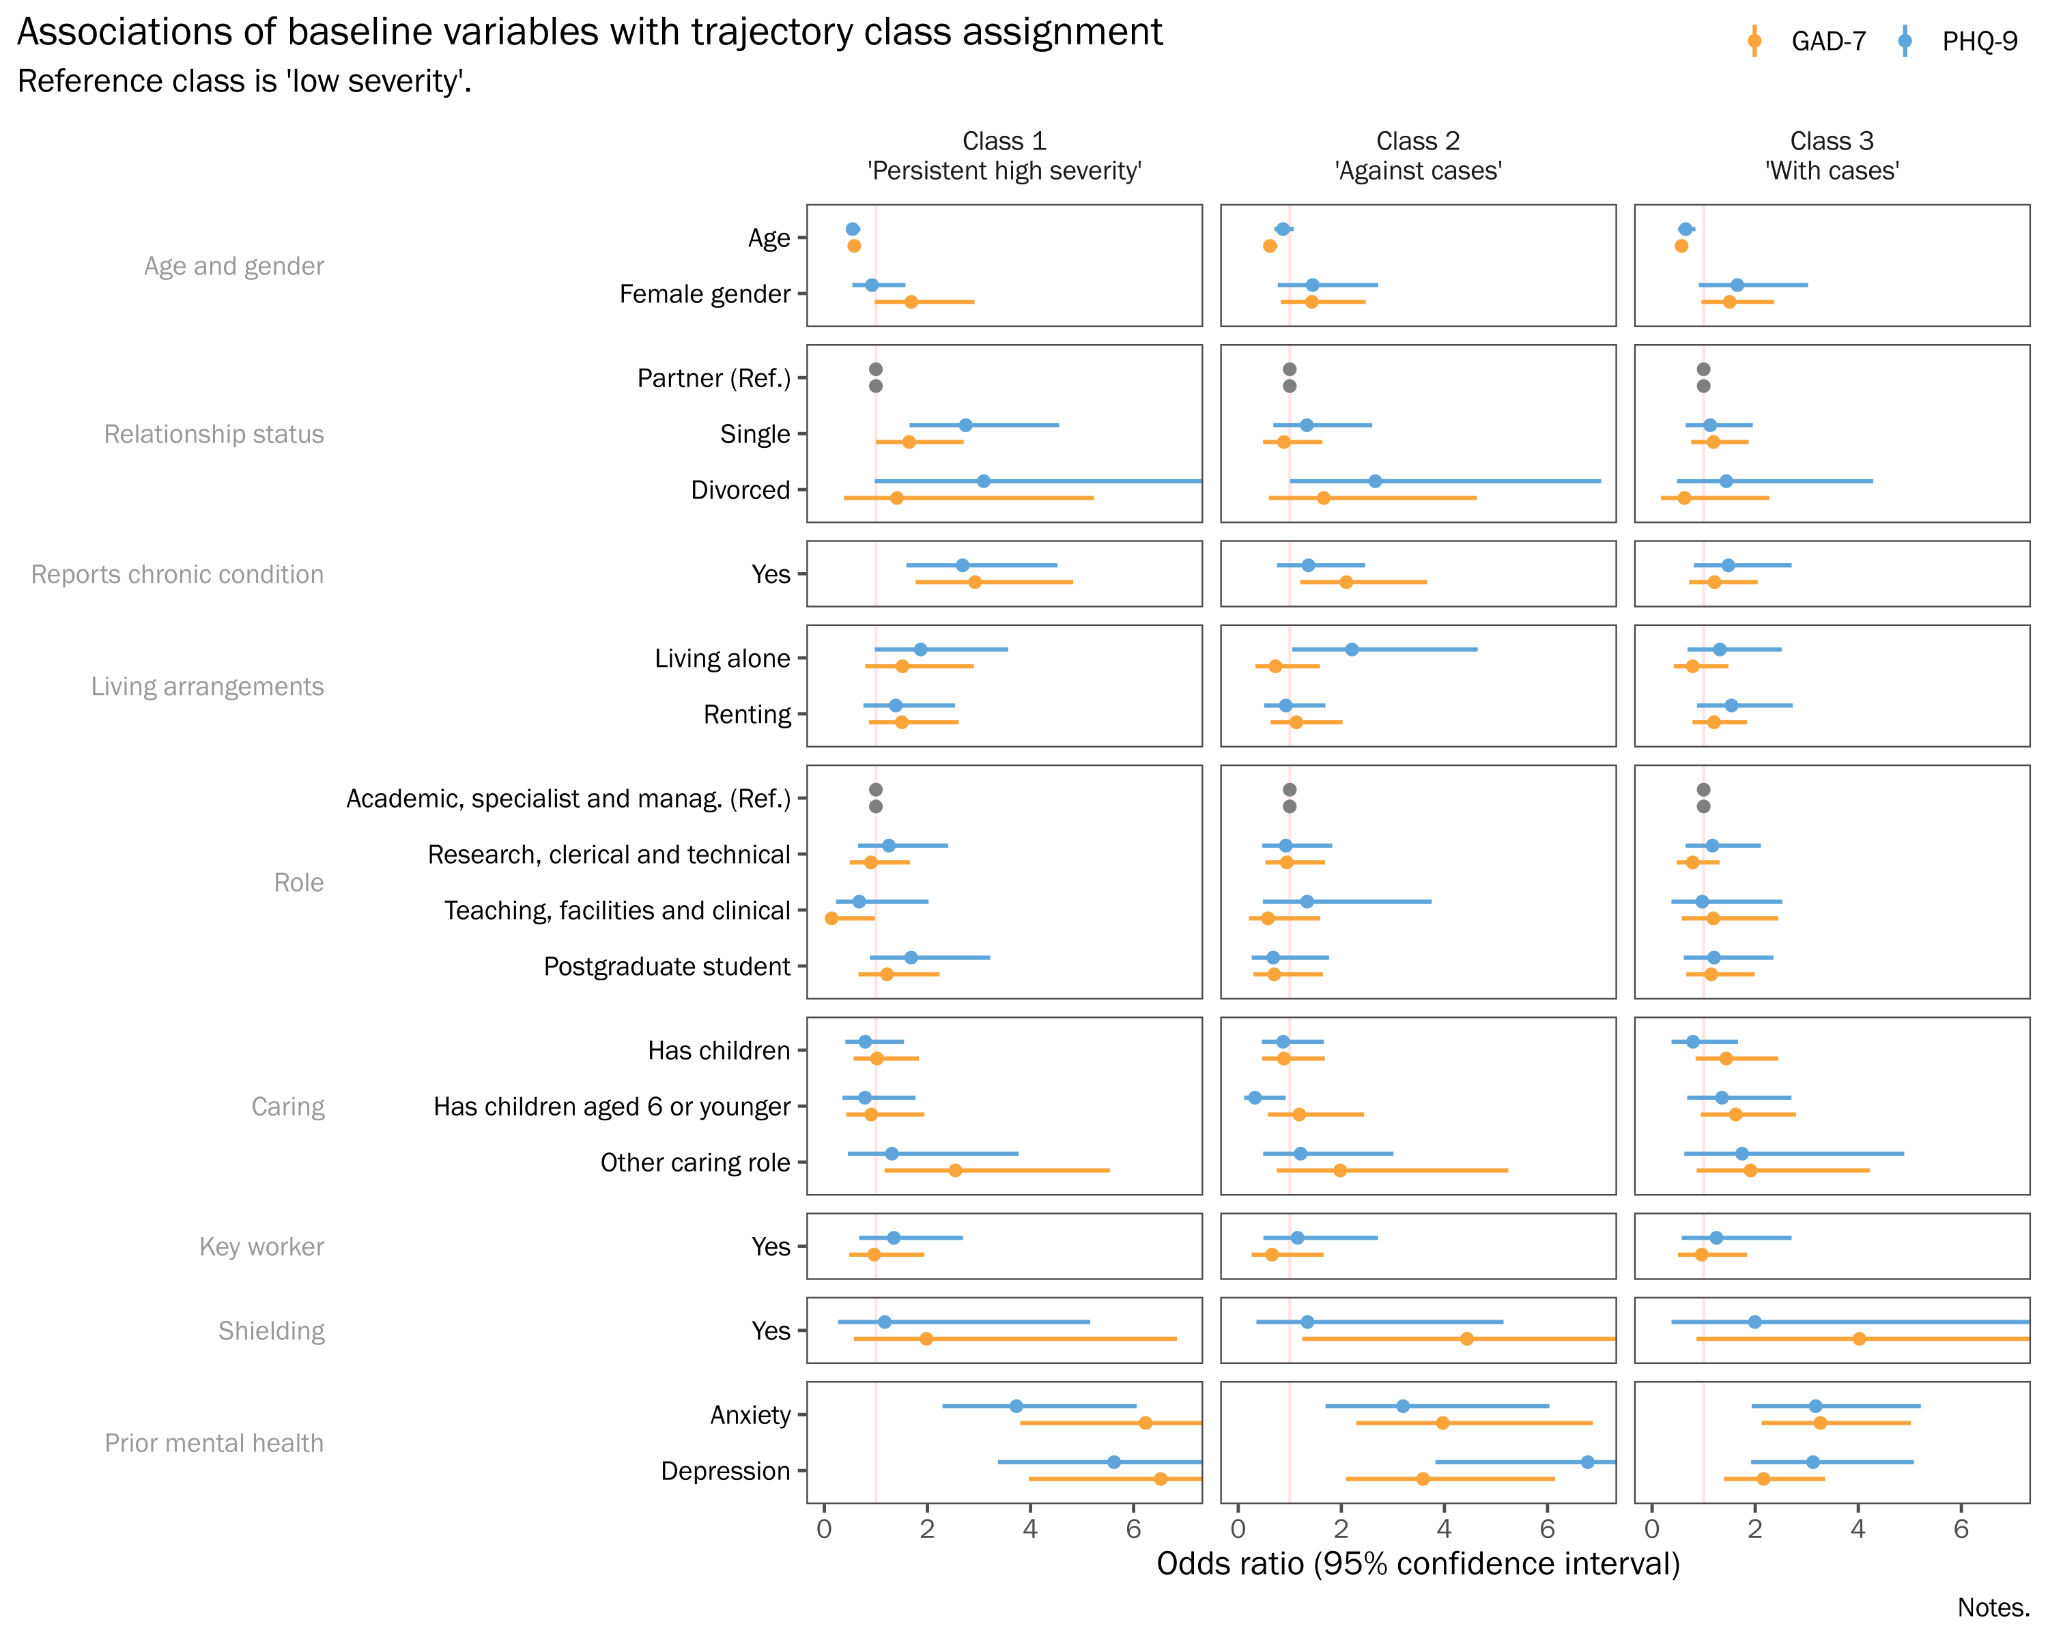 Associations of baseline variables with trajectory class assignment
Reference class is 'low severity'.
GAD-7
PHQ-9
Class 1
'Persistent high severity'
Class 2
'Against cases'
Class 3
'With cases'
Age and gender
Age
Female gender
Relationship status
Partner (Ref.)
Single
Divorced
Reports chronic condition
Yes
Living arrangements
Living alone
Renting
Role
Academic, specialist and manag. (Ref.)
Research, clerical and technical
Teaching, facilities and clinical
Postgraduate student
Caring
Has children
Has children aged 6 or younger
Other caring role
Key worker
Yes
Shielding
Yes
Prior mental health
Anxiety
Depression
0 2 4 6
0 2 4 6
0 2 4 6
Odds ratio (95% confidence interval)
Notes.